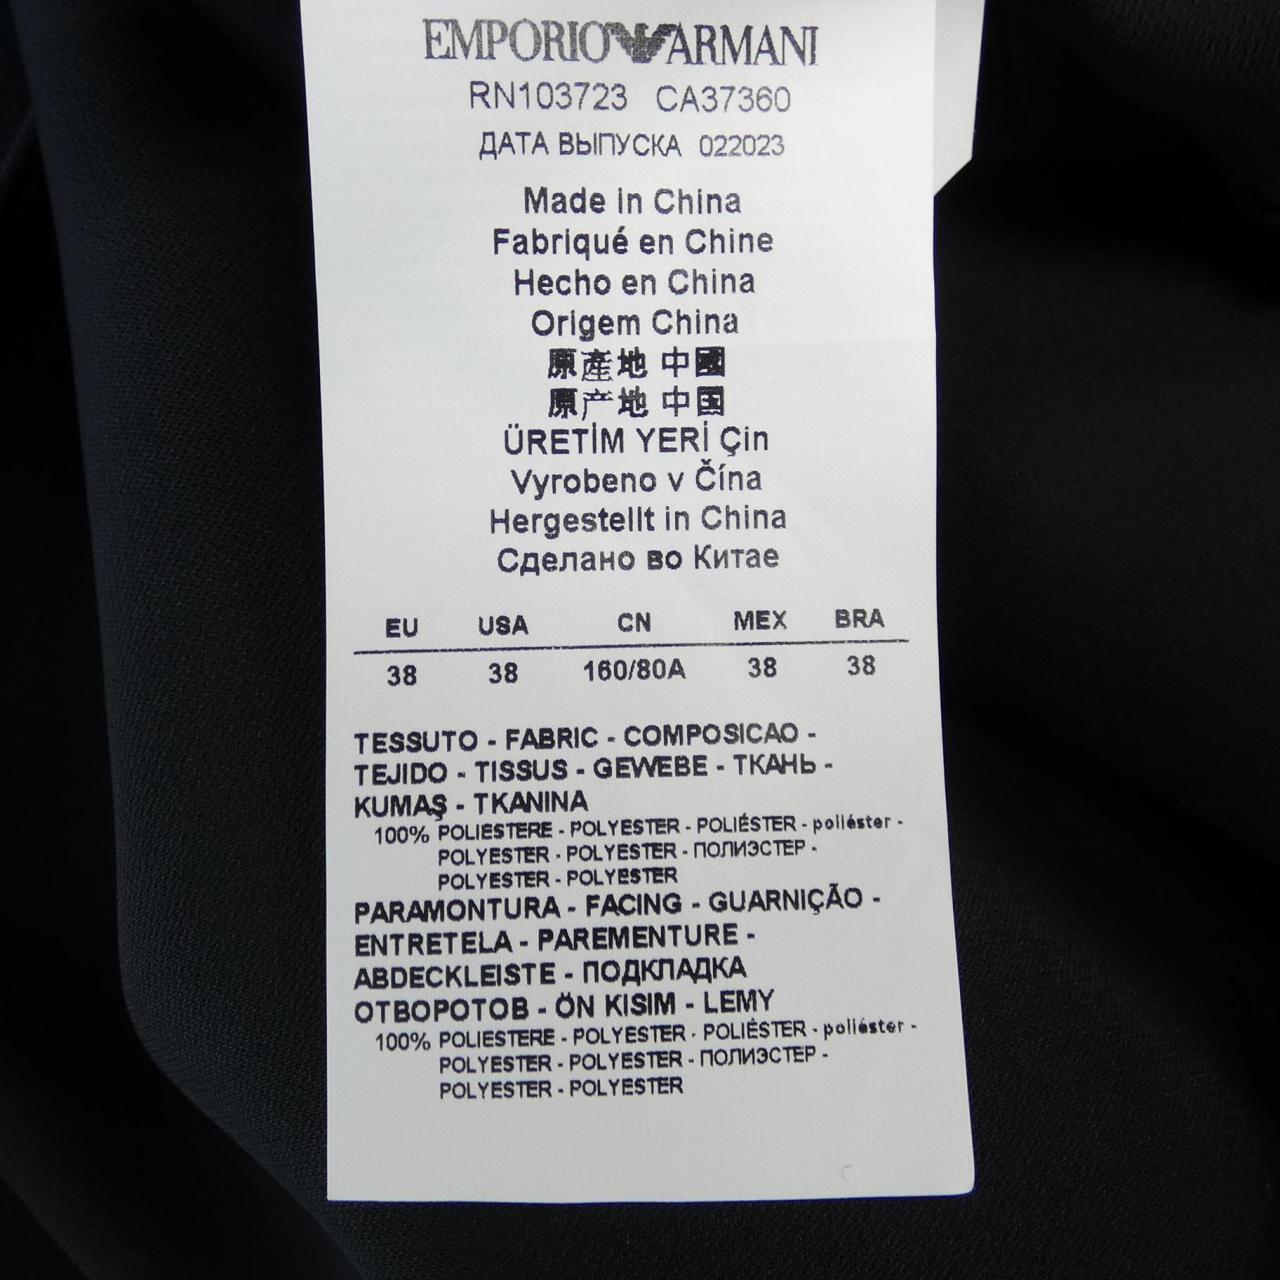 EMPORIO ARMANI
RN103723 CA37360
ДАТА ВЫПУСКА 022023
Made in China
Fabriqué en Chine
Hecho en China
Origem China
原產地 中國
原产地 中国
ÜRETİM YERİ Çin
Vyrobeno v Čína
Hergestellt in China
Сделано во Китае
EU USA CN MEX BRA
38 38 160/80A 38 38
TESSUTO - FABRIC - COMPOSICAO -
TEJIDO - TISSUS - GEWEBE - ТКАНЬ -
KUMAŞ - TKANINA
100% POLIESTERE - POLYESTER - POLIÉSTER - poliéster -
POLYESTER - POLYESTER - ПОЛИЭСТЕР -
POLYESTER - POLYESTER
PARAMONTURA - FACING - GUARNIÇÃO -
ENTRETELA - PAREMENTURE -
ABDECKLEISTE - ПОДКЛАДКА
ОТВОРОТОВ - ÖN KISIM - LEMY
100% POLIESTERE - POLYESTER - POLIÉSTER - poliéster -
POLYESTER - POLYESTER - ПОЛИЭСТЕР -
POLYESTER - POLYESTER